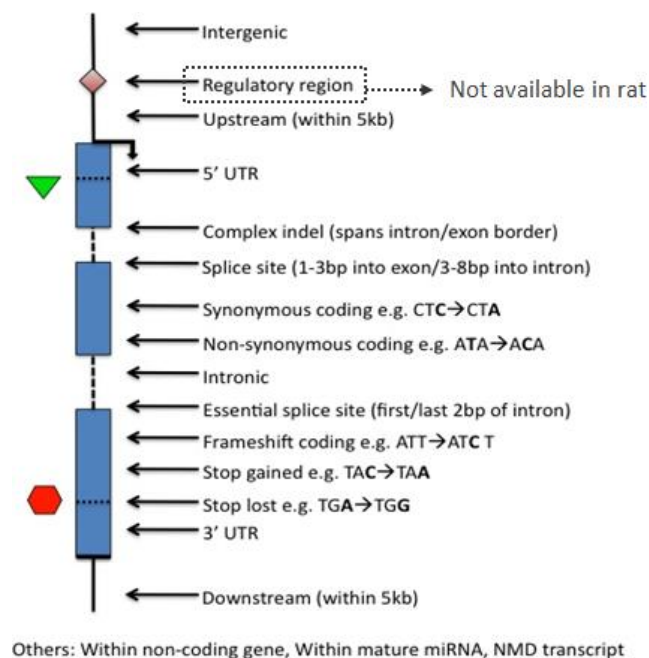 Intergenic
Regulatory region
Not available in rat
Upstream (within 5kb)
5' UTR
Complex indel (spans intron/exon border)
Splice site (1-3bp into exon/3-8bp into intron)
Synonymous coding e.g. CTC→CTA
Non-synonymous coding e.g. ATA→ACA
Intronic
Essential splice site (first/last 2bp of intron)
Frameshift coding e.g. ATT→ATC T
Stop gained e.g. TAC→TAA
Stop lost e.g. TGA→TGG
3' UTR
Downstream (within 5kb)
Others: Within non-coding gene, Within mature miRNA, NMD transcript